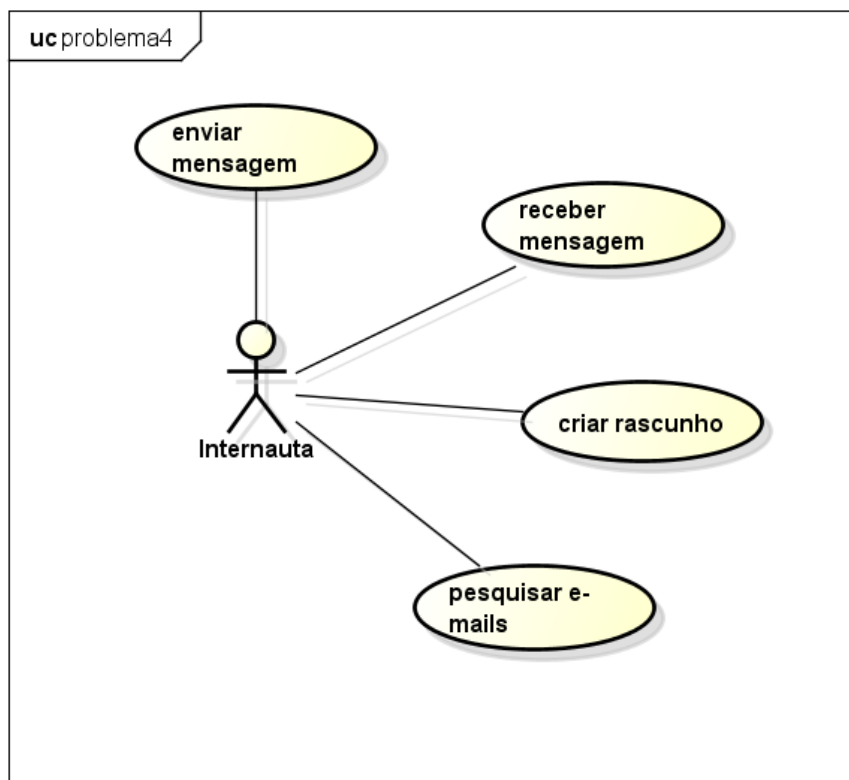 uc problema4
enviar
mensagem
receber
mensagem
criar rascunho
Internauta
pesquisar e-
mails